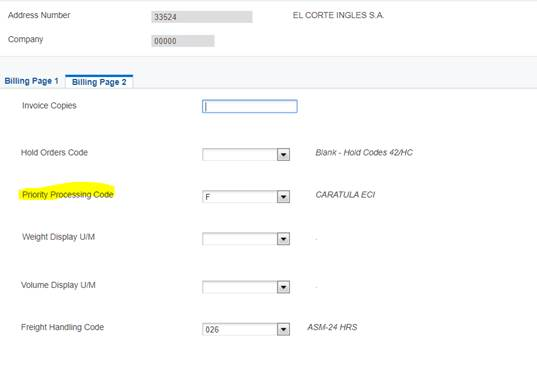 Address Number 33524 EL CORTE INGLES S.A.
Company 00000
Billing Page 1 Billing Page 2
Invoice Copies
Hold Orders Code Blank - Hold Codes 42/HC
Priority Processing Code F CARATULA ECI
Weight Display U/M .
Volume Display U/M .
Freight Handling Code 026 ASM-24 HRS